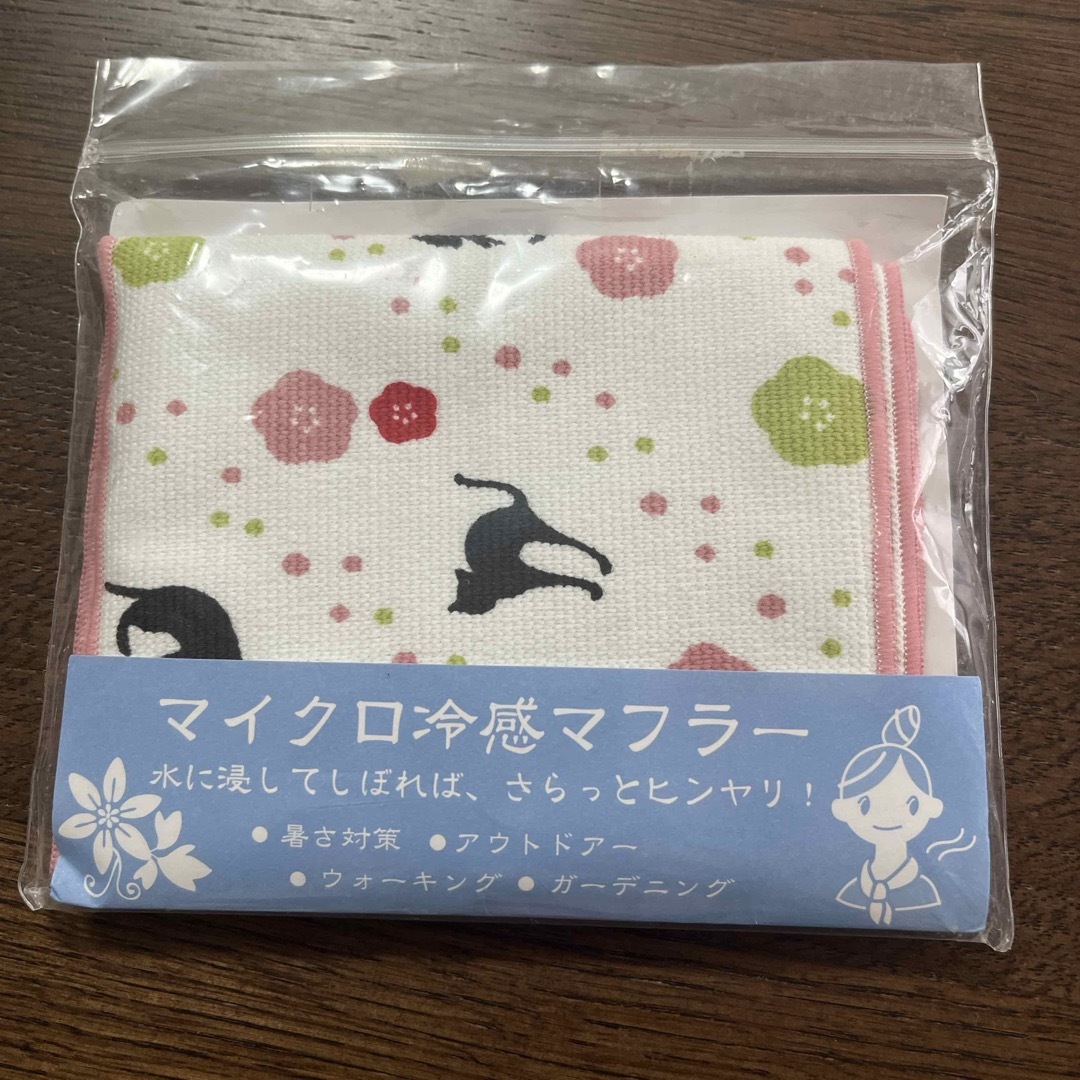 マイクロ冷感マフラー
水に浸してしぼれば、さらっとヒンヤリ！
●暑さ対策 ●アウトドアー
●ウォーキング ●ガーデニング